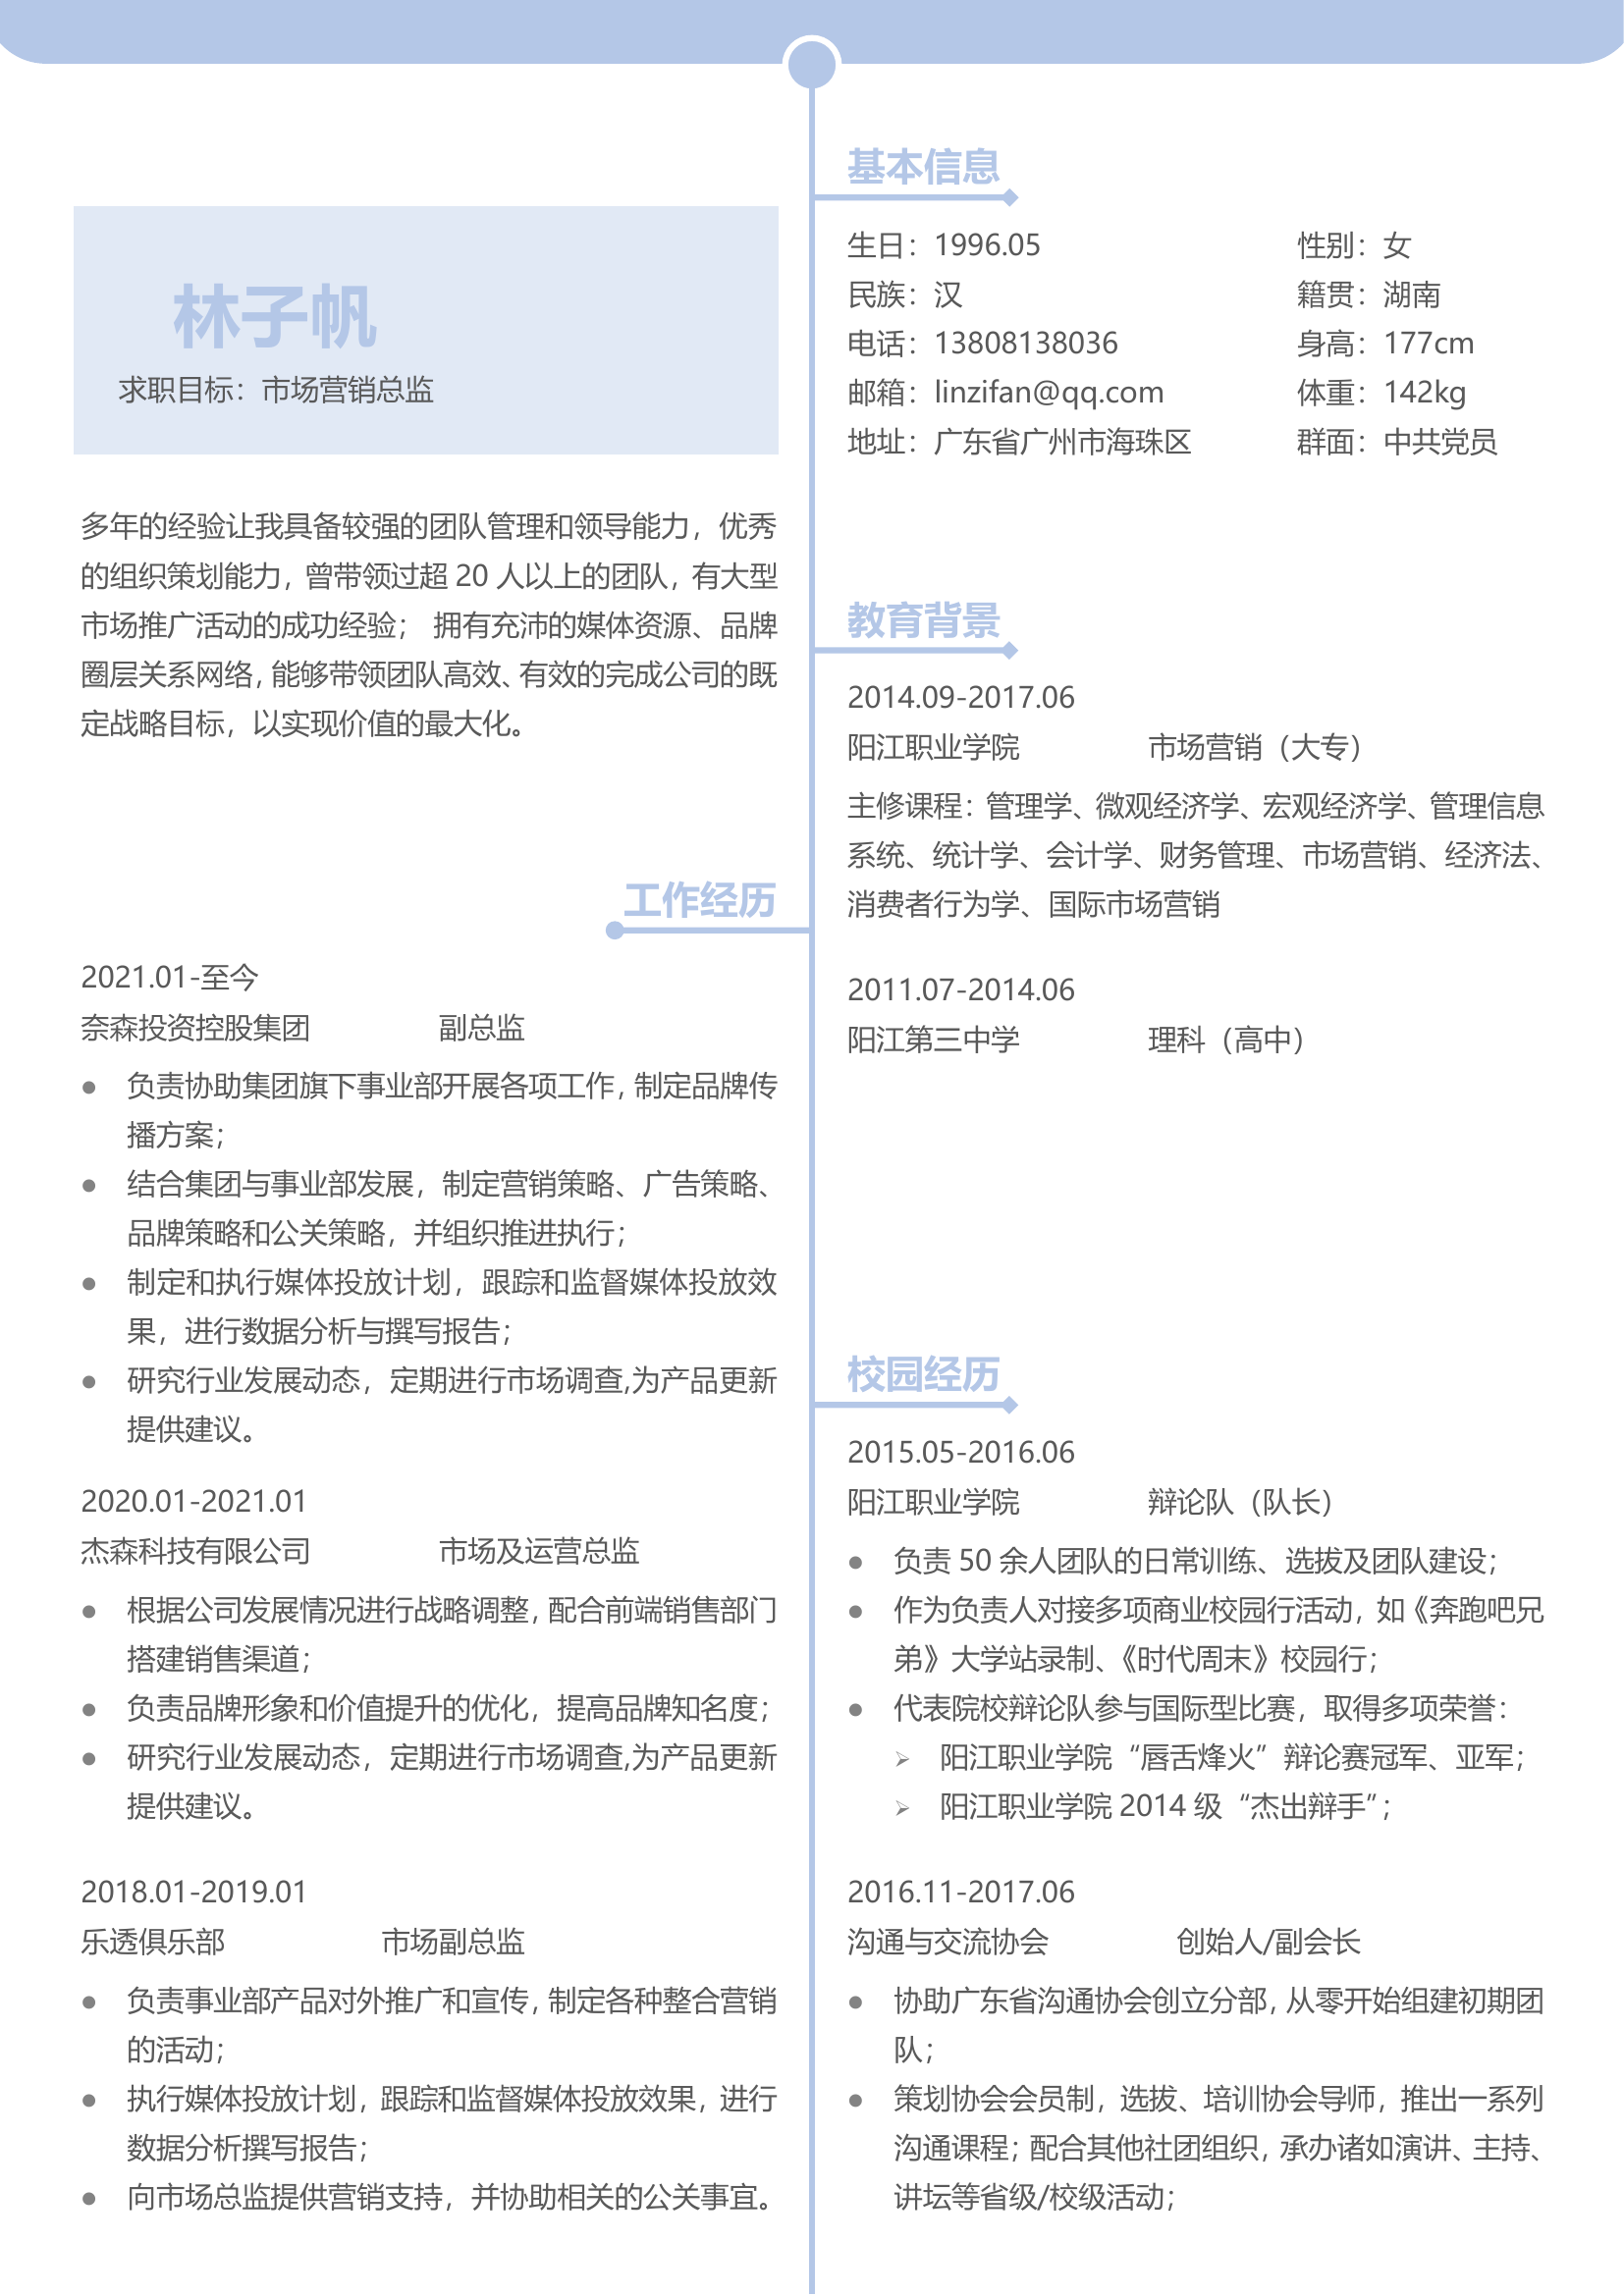 林子帆
求职目标：市场营销总监
多年的经验让我具备较强的团队管理和领导能力，优秀
的组织策划能力，曾带领过超 20 人以上的团队，有大型
市场推广活动的成功经验； 拥有充沛的媒体资源、品牌
圈层关系网络，能够带领团队高效、有效的完成公司的既
定战略目标，以实现价值的最大化。
工作经历
2021.01-至今
奈森投资控股集团 副总监
● 负责协助集团旗下事业部开展各项工作，制定品牌传
播方案；
● 结合集团与事业部发展，制定营销策略、广告策略、
品牌策略和公关策略，并组织推进执行；
● 制定和执行媒体投放计划，跟踪和监督媒体投放效
果，进行数据分析与撰写报告；
● 研究行业发展动态，定期进行市场调查,为产品更新
提供建议。
2020.01-2021.01
杰森科技有限公司 市场及运营总监
● 根据公司发展情况进行战略调整，配合前端销售部门
搭建销售渠道；
● 负责品牌形象和价值提升的优化，提高品牌知名度；
● 研究行业发展动态，定期进行市场调查,为产品更新
提供建议。
2018.01-2019.01
乐透俱乐部 市场副总监
● 负责事业部产品对外推广和宣传，制定各种整合营销
的活动；
● 执行媒体投放计划，跟踪和监督媒体投放效果，进行
数据分析撰写报告；
● 向市场总监提供营销支持，并协助相关的公关事宜。
基本信息
生日：1996.05 性别：女
民族：汉 籍贯：湖南
电话：13808138036 身高：177cm
邮箱：linzifan@qq.com 体重：142kg
地址：广东省广州市海珠区 群面：中共党员
教育背景
2014.09-2017.06
阳江职业学院 市场营销（大专）
主修课程：管理学、微观经济学、宏观经济学、管理信息
系统、统计学、会计学、财务管理、市场营销、经济法、
消费者行为学、国际市场营销
2011.07-2014.06
阳江第三中学 理科（高中）
校园经历
2015.05-2016.06
阳江职业学院 辩论队（队长）
● 负责 50 余人团队的日常训练、选拔及团队建设；
● 作为负责人对接多项商业校园行活动，如《奔跑吧兄
弟》大学站录制、《时代周末》校园行；
● 代表院校辩论队参与国际型比赛，取得多项荣誉：
➢ 阳江职业学院“唇舌烽火”辩论赛冠军、亚军；
➢ 阳江职业学院 2014 级“杰出辩手”；
2016.11-2017.06
沟通与交流协会 创始人/副会长
● 协助广东省沟通协会创立分部，从零开始组建初期团
队；
● 策划协会会员制，选拔、培训协会导师，推出一系列
沟通课程；配合其他社团组织，承办诸如演讲、主持、
讲坛等省级/校级活动；